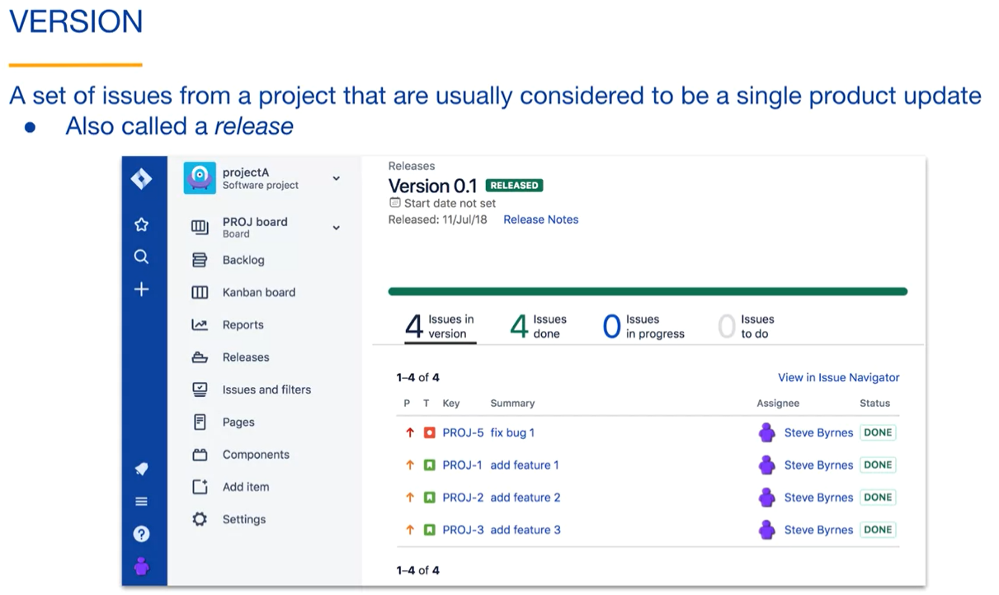 VERSION
A set of issues from a project that are usually considered to be a single product update
● Also called a release
projectA
Software project
PROJ board
Board
Backlog
Kanban board
Reports
Releases
Issues and filters
Pages
Components
Add item
Settings
Releases
Version 0.1 RELEASED
Start date not set
Released: 11/Jul/18 Release Notes
4 Issues in version
4 Issues done
0 Issues in progress
0 Issues to do
1–4 of 4 View in Issue Navigator
P T Key Summary Assignee Status
PROJ-5 fix bug 1 Steve Byrnes DONE
PROJ-1 add feature 1 Steve Byrnes DONE
PROJ-2 add feature 2 Steve Byrnes DONE
PROJ-3 add feature 3 Steve Byrnes DONE
1–4 of 4